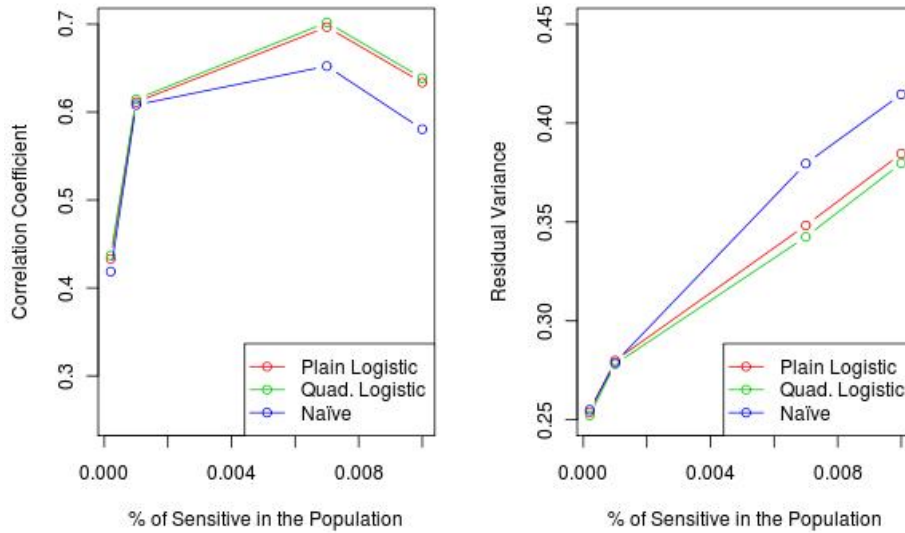 Correlation Coefficient
0.7
0.6
0.5
0.4
0.3
Plain Logistic
Quad. Logistic
Naïve
0.000
0.004
0.008
% of Sensitive in the Population
Residual Variance
0.45
0.40
0.35
0.30
0.25
Plain Logistic
Quad. Logistic
Naïve
0.000
0.004
0.008
% of Sensitive in the Population